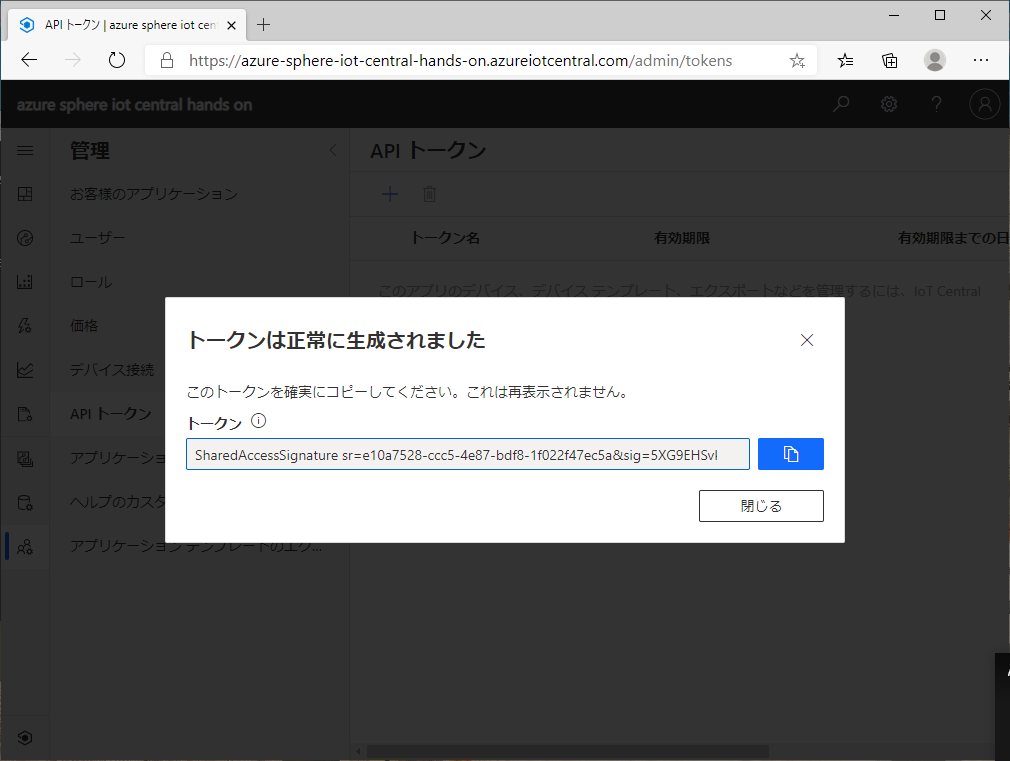 API トークン | azure sphere iot cen
https://azure-sphere-iot-central-hands-on.azureiotcentral.com/admin/tokens
azure sphere iot central hands on
管理
API トークン
お客様のアプリケーション
ユーザー
トークン名 有効期限 有効期限までの日
ロール
このアプリのデバイス、デバイス テンプレート、エクスポートなどを管理するには、IoT Central
価格
デバイス接続
API トークン
アプリケーショ
ヘルプのカスタ
アプリケーション テンプレートのエク...
トークンは正常に生成されました
このトークンを確実にコピーしてください。これは再表示されません。
トークン
SharedAccessSignature sr=e10a7528-ccc5-4e87-bdf8-1f022f47ec5a&sig=5XG9EHSvl
閉じる